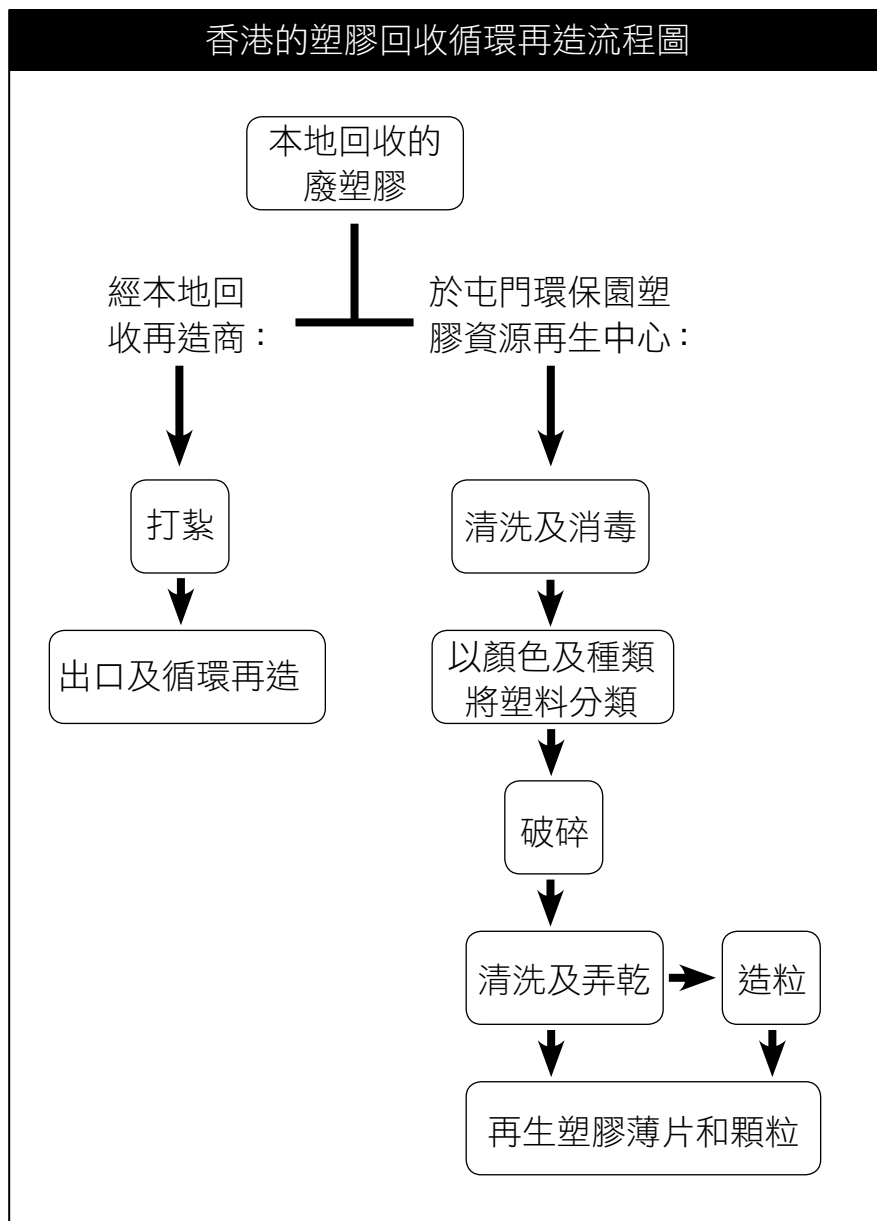 香港的塑膠回收循環再造流程圖
本地回收的
廢塑膠
經本地回
收再造商：
於屯門環保園塑
膠資源再生中心：
打紮
出口及循環再造
清洗及消毒
以顏色及種類
將塑料分類
破碎
清洗及弄乾
造粒
再生塑膠薄片和顆粒